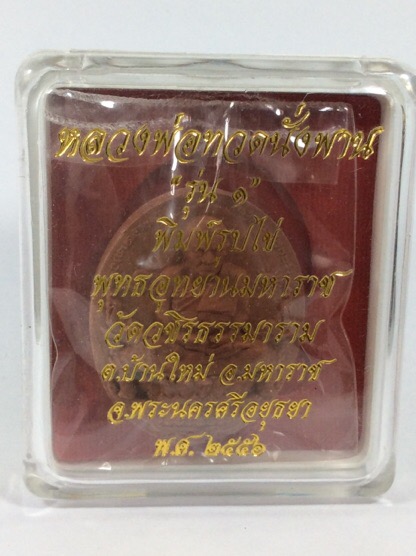 หลวงพ่อทวดนั่งพาน
"รุ่น ๑"
พิมพ์รูปไข่
พุทธอุทยานมหาราช
วัดวชิรธรรมาราม
ต.บ้านใหม่ อ.มหาราช
จ.พระนครศรีอยุธยา
พ.ศ. ๒๕๕๖